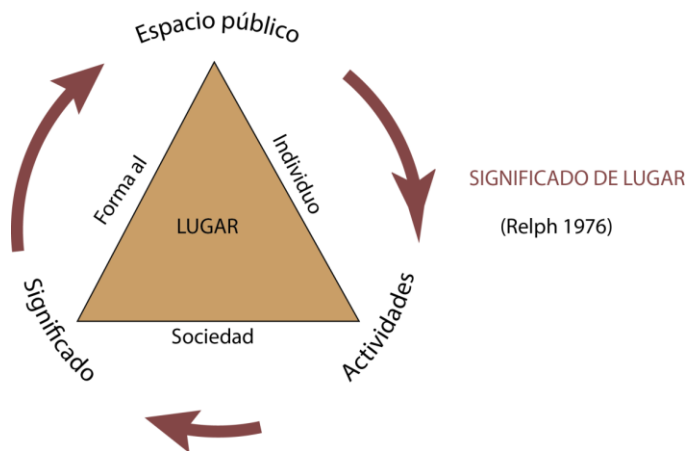 Espacio público
Forma al
Individuo
LUGAR
SIGNIFICADO DE LUGAR
(Relph 1976)
Significado
Sociedad
Actividades